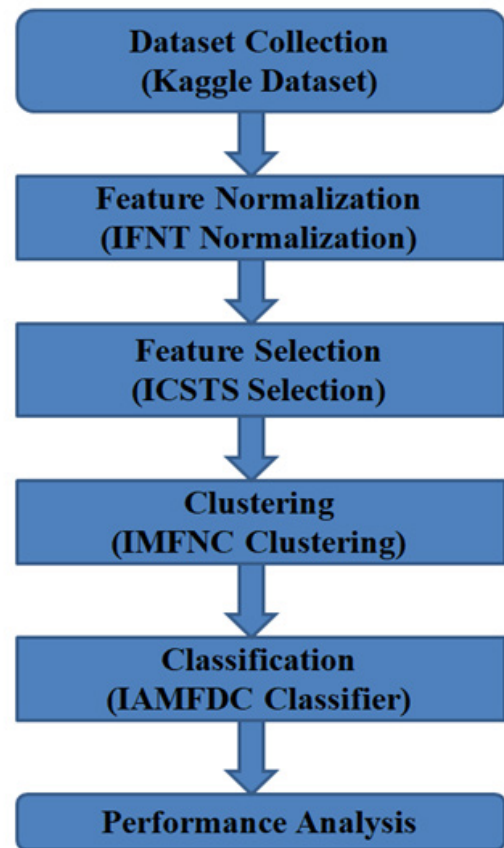 Dataset Collection
(Kaggle Dataset)
Feature Normalization
(IFNT Normalization)
Feature Selection
(ICSTS Selection)
Clustering
(IMFNC Clustering)
Classification
(IAMFDC Classifier)
Performance Analysis